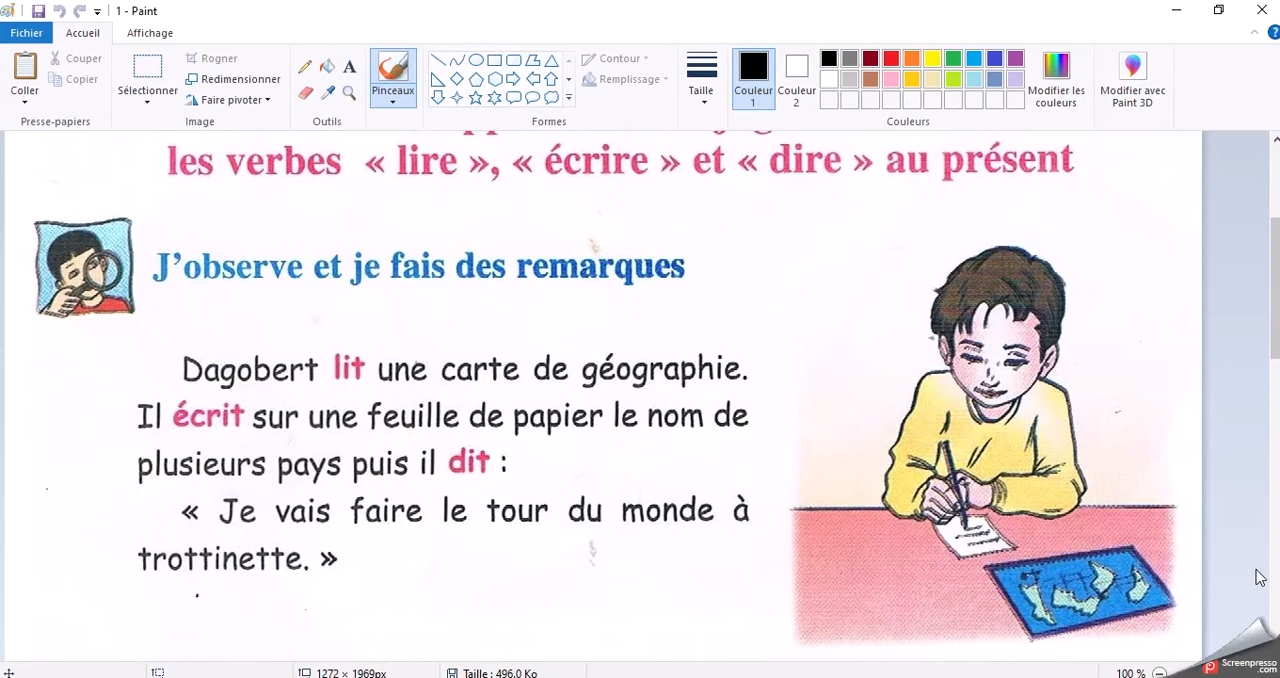 1 - Paint
Fichier Accueil Affichage
Coller
Couper
Copier
Presse-papiers
Sélectionner
Rogner
Redimensionner
Faire pivoter
Image
A
Outils
Pinceaux
Contour
Remplissage
Formes
Taille
Couleur 1
Couleur 2
Modifier les couleurs
Couleurs
Modifier avec Paint 3D
les verbes « lire », « écrire » et « dire » au présent
J'observe et je fais des remarques
Dagobert lit une carte de géographie.
Il écrit sur une feuille de papier le nom de
plusieurs pays puis il dit :
« Je vais faire le tour du monde à
trottinette. »
1272 × 1969px Taille : 496,0 Ko 100 %
Screenpresso
.com